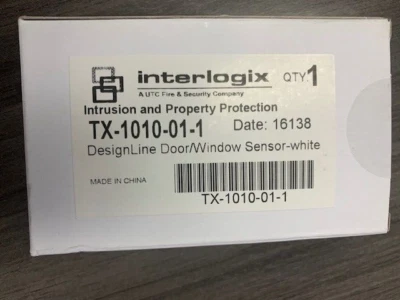 interlogix QTY 1
A UTC Fire & Security Company
Intrusion and Property Protection
TX-1010-01-1 Date: 16138
DesignLine Door/Window Sensor-white
MADE IN CHINA
TX-1010-01-1